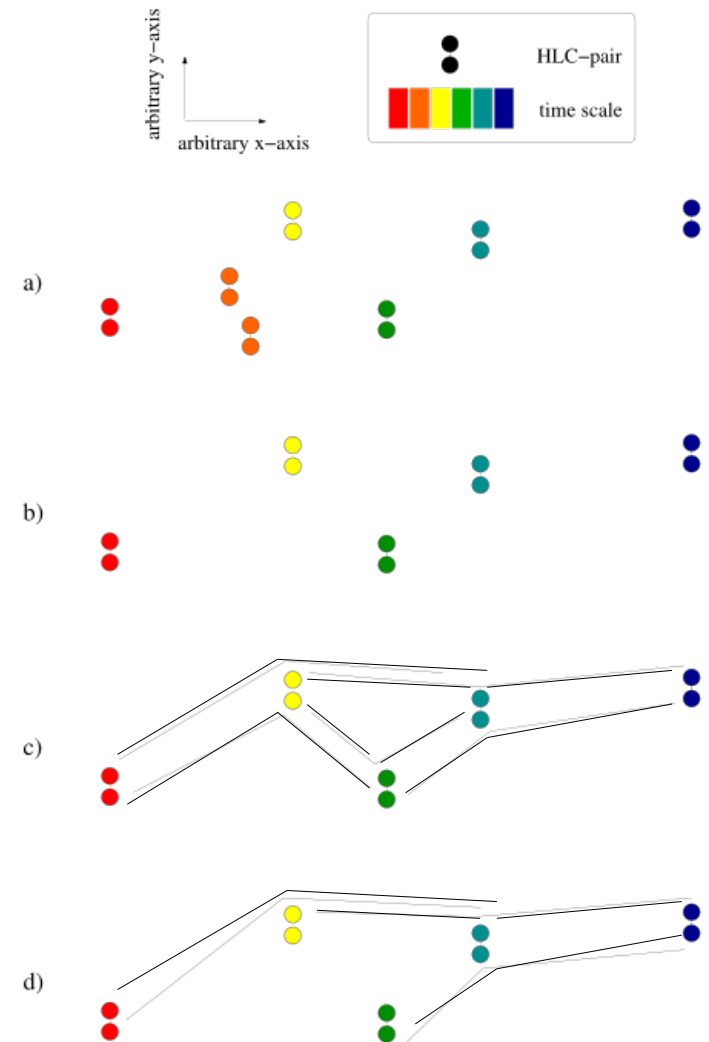 arbitrary y−axis
arbitrary x−axis
HLC−pair
time scale
a)
b)
c)
d)